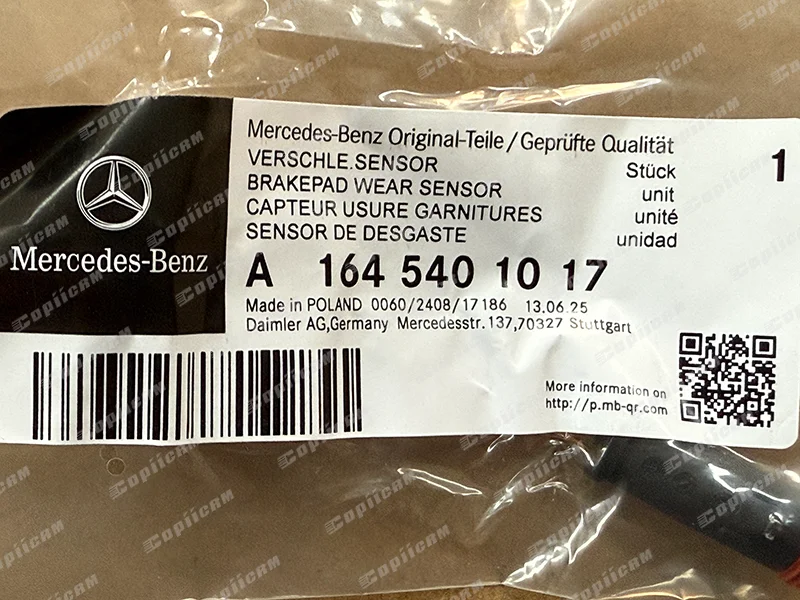 Mercedes-Benz Original-Teile/Geprüfte Qualität
VERSCHLE.SENSOR Stück 1
BRAKEPAD WEAR SENSOR unit
CAPTEUR USURE GARNITURES unité
SENSOR DE DESGASTE unidad
A 164 540 10 17
Made in POLAND 0060/2408/17186 13.06.25
Daimler AG,Germany Mercedesstr.137,70327 Stuttgart
Mercedes-Benz
More information on
http://p.mb-qr.com
CopiiCAM